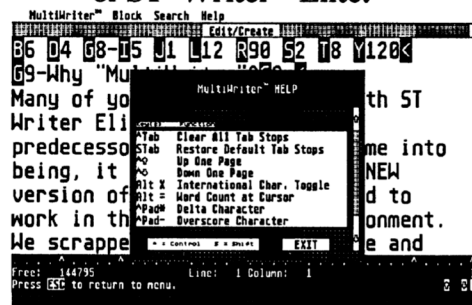 MultiWriter™ Block Search Help
Edit/Create
B6 D4 G8-I5 J1 L12 R90 S2 T8 Y120<
G9-Why "Mu
Many of yo th ST
Writer Eli
predecesso me into
being, it NEW
version of d to
work in th onment.
We scrappe e and
MultiWriter™ HELP
Key(s) Function
^Tab Clear All Tab Stops
STab Restore Default Tab Stops
Up One Page
Down One Page
Alt X International Char. Toggle
Alt = Word Count at Cursor
^Pad* Delta Character
^Pad- Overscore Character
^ = Control S = Shift EXIT
Free: 144795 Line: 1 Column: 1
Press ESC to return to menu.